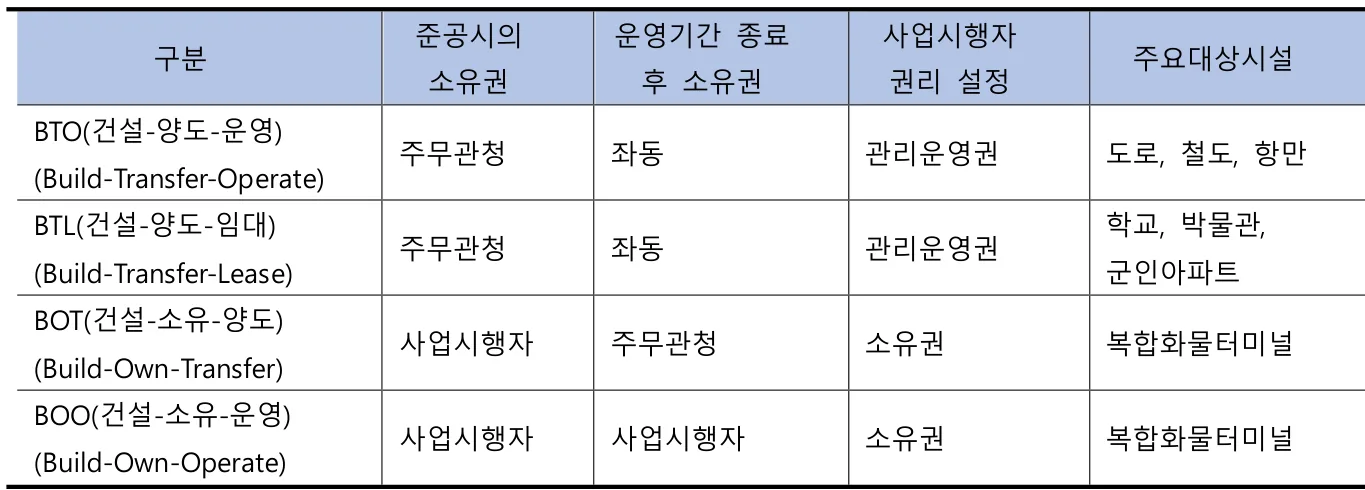 구분
준공시의
소유권
운영기간 종료
후 소유권
사업시행자
권리 설정
주요대상시설
BTO(건설-양도-운영)
(Build-Transfer-Operate)
주무관청
좌동
관리운영권
도로, 철도, 항만
BTL(건설-양도-임대)
(Build-Transfer-Lease)
주무관청
좌동
관리운영권
학교, 박물관,
군인아파트
BOT(건설-소유-양도)
(Build-Own-Transfer)
사업시행자
주무관청
소유권
복합화물터미널
BOO(건설-소유-운영)
(Build-Own-Operate)
사업시행자
사업시행자
소유권
복합화물터미널